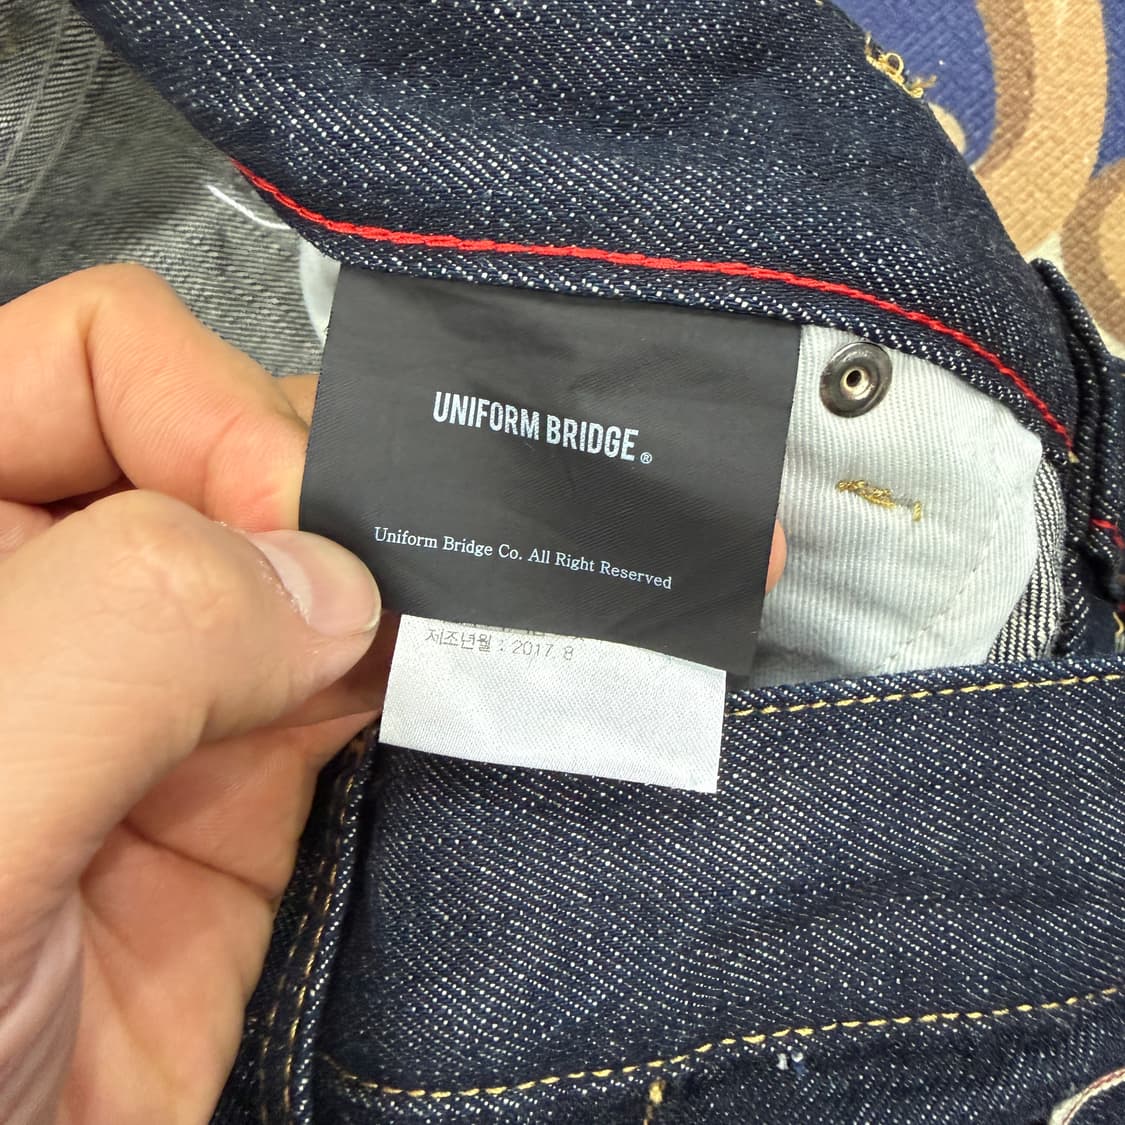 UNIFORM BRIDGE®
Uniform Bridge Co. All Right Reserved
제조년월 : 2017. 8